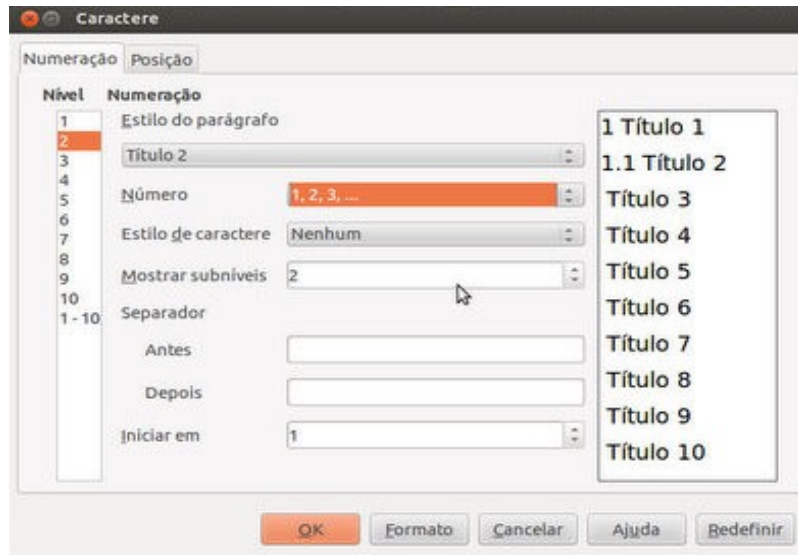 Caractere
Numeração Posição
Nível Numeração
1
2
3
4
5
6
7
8
9
10
1 - 10
Estilo do parágrafo
Título 2
Número 1, 2, 3, ...
Estilo de caractere Nenhum
Mostrar subníveis 2
Separador
Antes
Depois
Iniciar em 1
1 Título 1
1.1 Título 2
Título 3
Título 4
Título 5
Título 6
Título 7
Título 8
Título 9
Título 10
OK Formato Cancelar Ajuda Redefinir